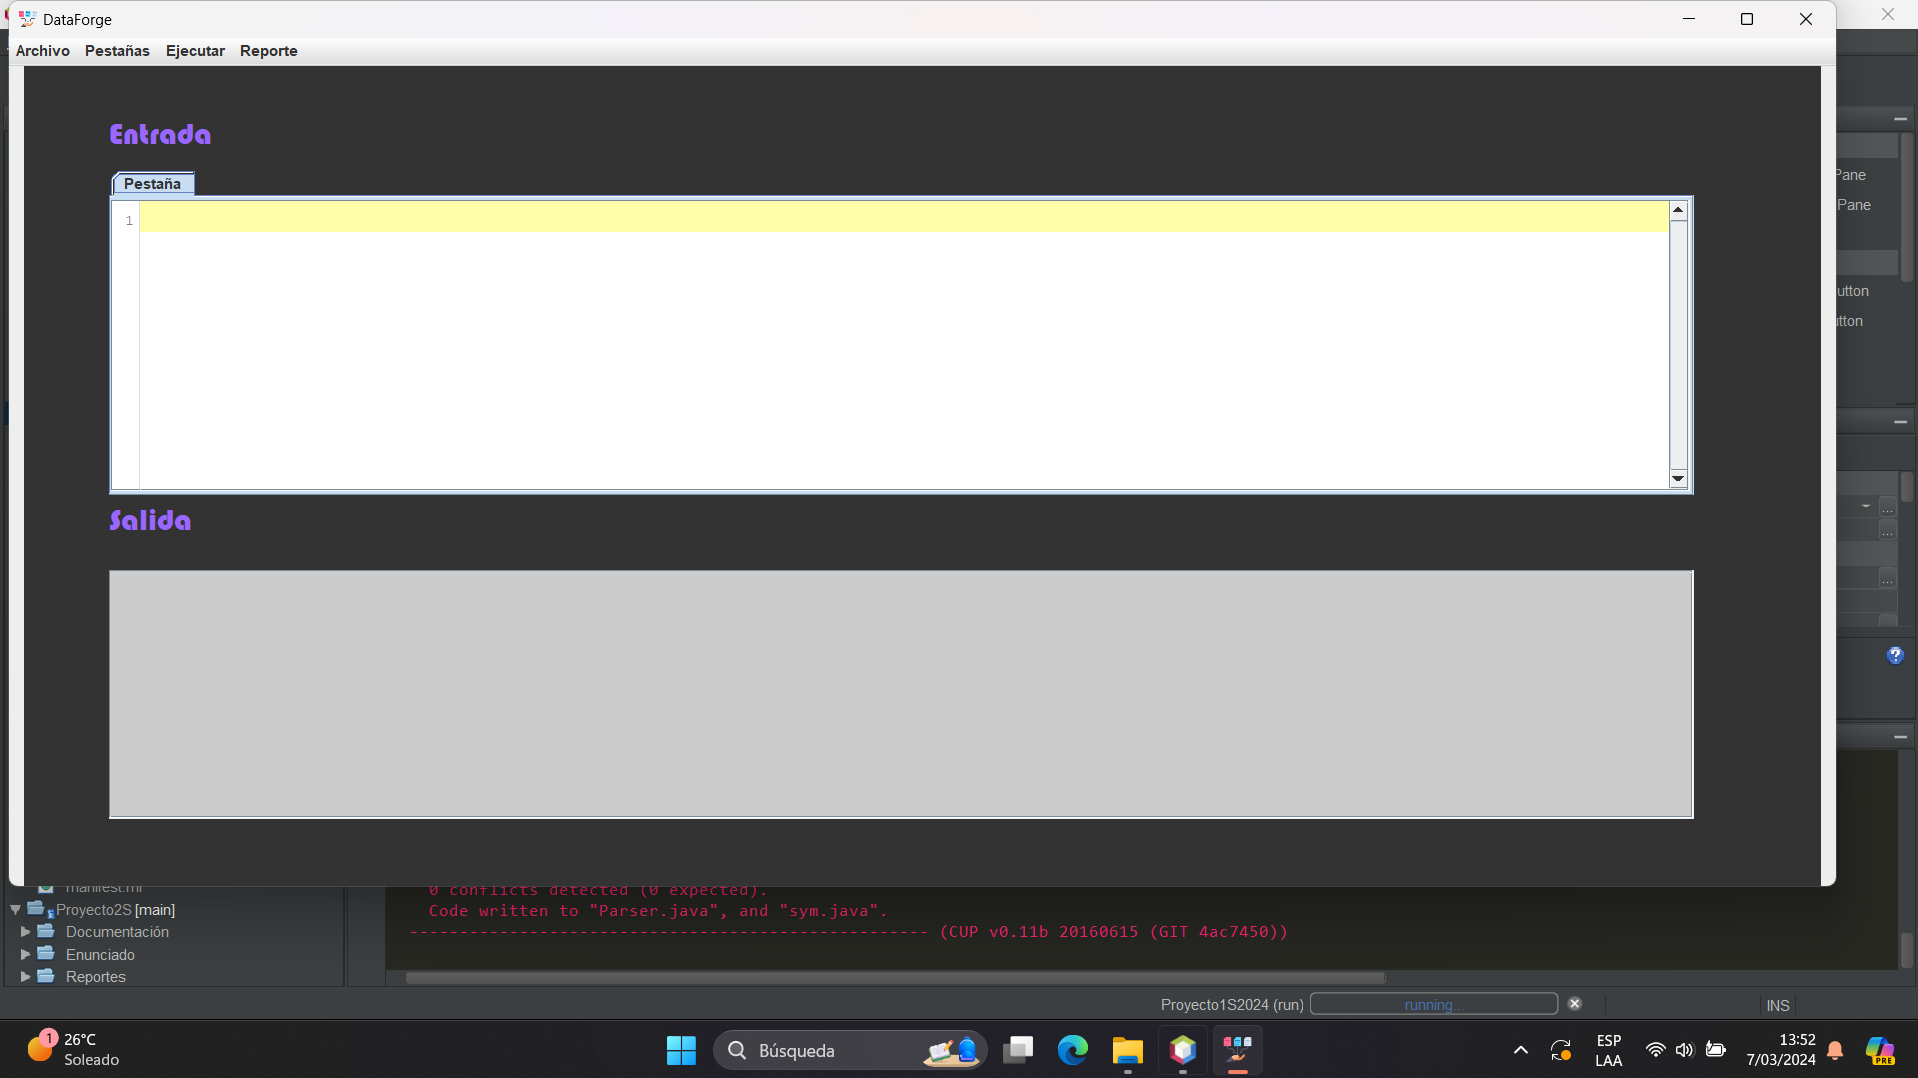 DataForge
Archivo Pestañas Ejecutar Reporte
Entrada
Pestaña
1
Salida
Pane
Pane
utton
utton
...
...
...
manifest.mf
Proyecto2S [main]
Documentación
Enunciado
Reportes
0 conflicts detected (0 expected).
Code written to "Parser.java", and "sym.java".
---------------------------------------------------- (CUP v0.11b 20160615 (GIT 4ac7450))
Proyecto1S2024 (run)
running...
INS
1
26°C
Soleado
Búsqueda
ESP
LAA
13:52
7/03/2024
PRE